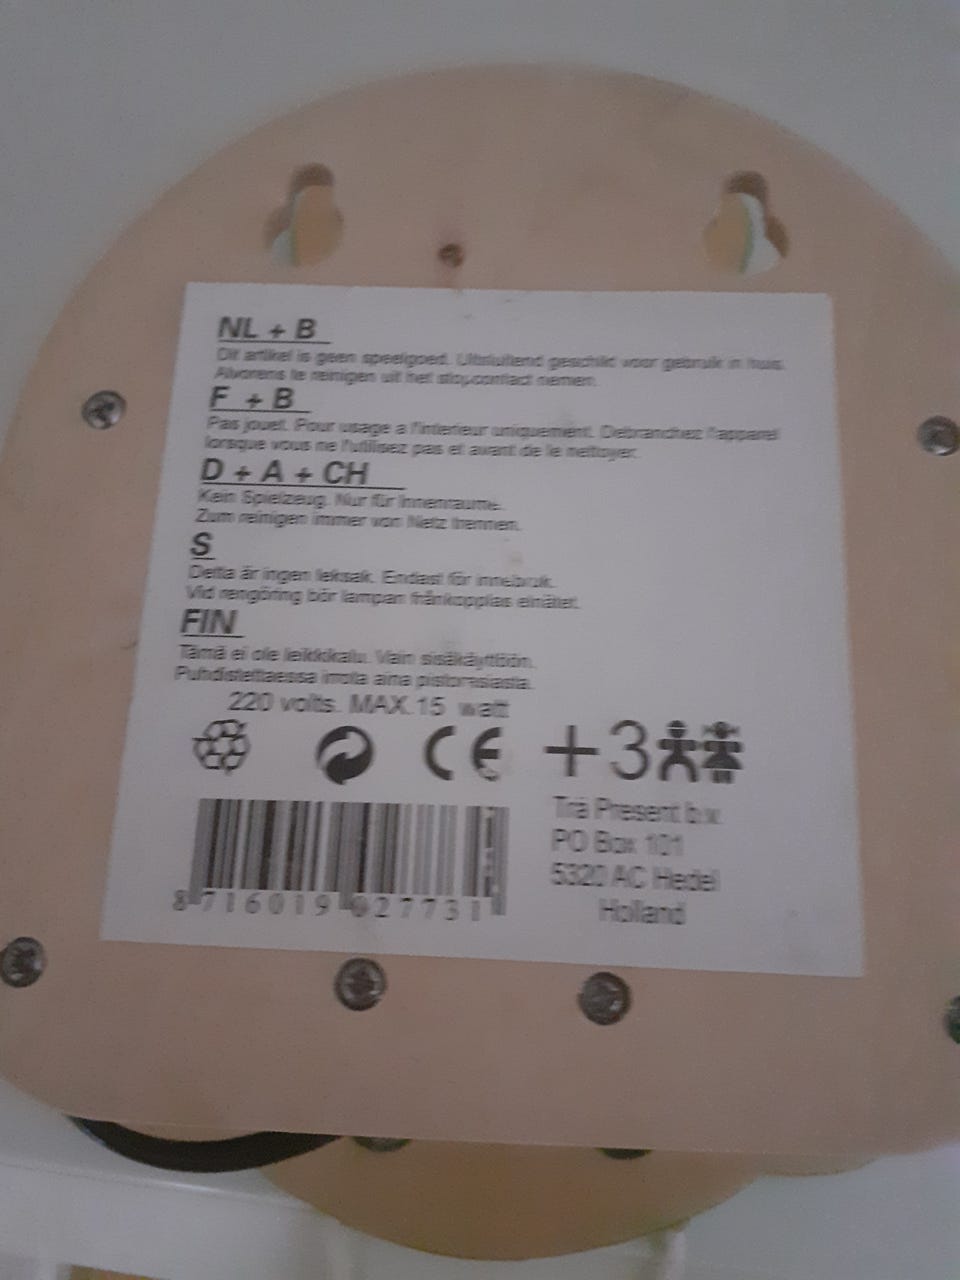 NL + B
Dit artikel is geen speelgoed. Uitsluitend geschikt voor gebruik in huis.
Alvorens te reinigen uit het stopcontact nemen.
F + B
Pas jouet. Pour usage a l'interieur uniquement. Debranchez l'appareil
lorsque vous ne l'utilisez pas et avant de le nettoyer.
D + A + CH
Kein Spielzeug. Nur für Innenraume.
Zum reinigen immer von Netz trennen.
S
Detta är ingen leksak. Endast för innebruk.
Vid rengöring bör lampan frånkopplas elnätet.
FIN
Tämä ei ole leikkikalu. Vain sisäkäyttöön.
Puhdistettaessa irrota aina pistorasiasta.
220 volts. MAX.15 watt
CE +3
Trä Present b.v.
PO Box 101
5320 AC Hedel
Holland
8 716019 027731